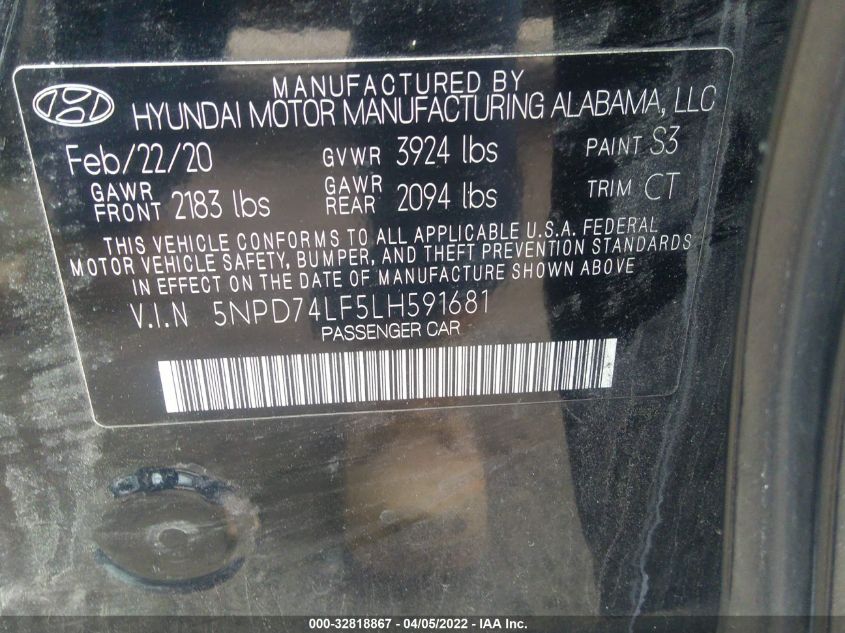 MANUFACTURED BY
HYUNDAI MOTOR MANUFACTURING ALABAMA, LLC
Feb/22/20 GVWR 3924 lbs PAINT S3
GAWR FRONT 2183 lbs GAWR REAR 2094 lbs TRIM CT
THIS VEHICLE CONFORMS TO ALL APPLICABLE U.S.A. FEDERAL
MOTOR VEHICLE SAFETY, BUMPER, AND THEFT PREVENTION STANDARDS
IN EFFECT ON THE DATE OF MANUFACTURE SHOWN ABOVE
V.I.N 5NPD74LF5LH591681
PASSENGER CAR
000-32818867 - 04/05/2022 - IAA Inc.